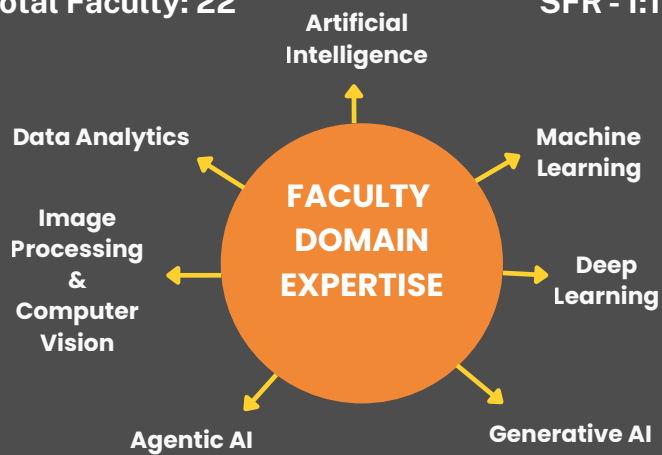 otal Faculty: 22
SFR - 1:1
Artificial
Intelligence
Data Analytics
Machine
Learning
Image
Processing
&
Computer
Vision
FACULTY
DOMAIN
EXPERTISE
Deep
Learning
Agentic AI
Generative AI